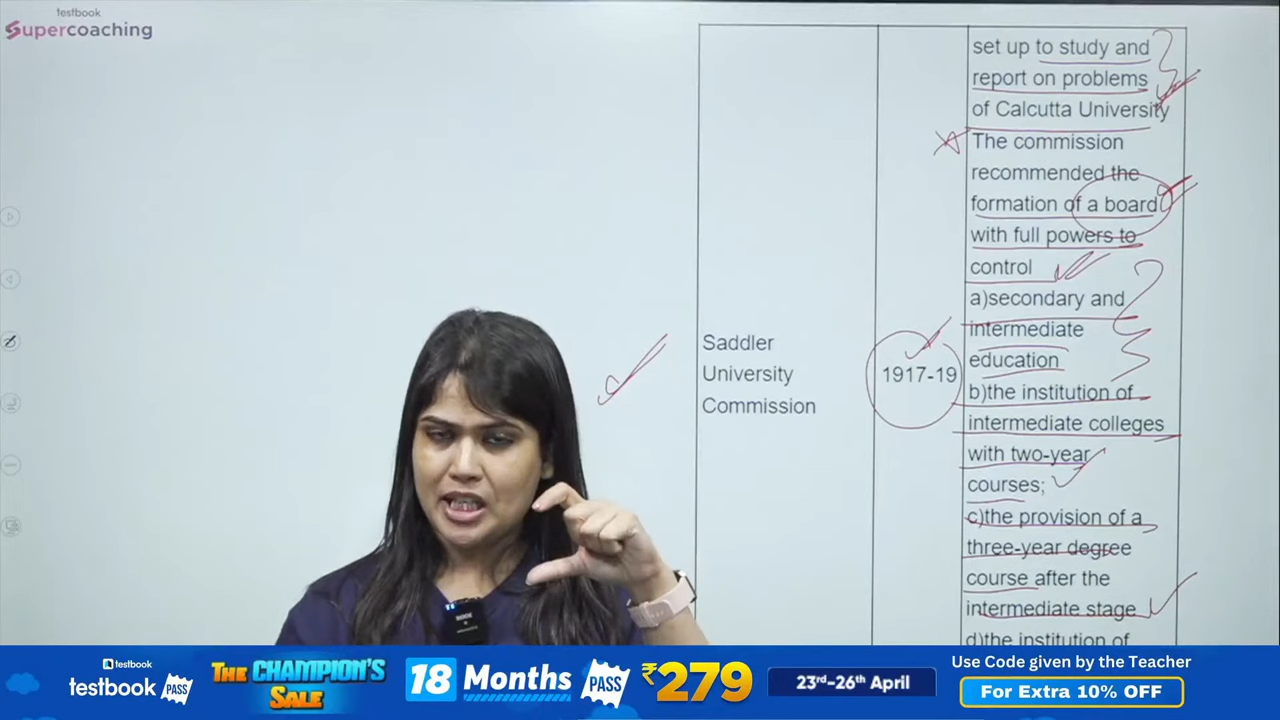 testbook
Supercoaching
set up to study and
report on problems
of Calcutta University
The commission
recommended the
formation of a board
with full powers to
control
a)secondary and
intermediate
education
b)the institution of
intermediate colleges
with two-year
courses;
c)the provision of a
three-year degree
course after the
intermediate stage
d)the institution of
Saddler
University
Commission
1917-19
testbook
testbook PASS
THE CHAMPION'S
SALE
18 Months PASS ₹279
23rd-26th April
Use Code given by the Teacher
For Extra 10% OFF